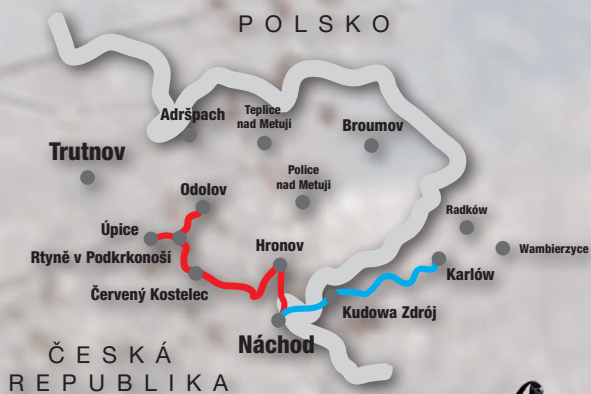 POLSKO
Adršpach
Teplice
nad Metují
Broumov
Trutnov
Police
nad Metuji
Odolov
Radków
Úpice
Wambierzyce
Rtyně v Podkrkonoší
Hronov
Karlów
Červený Kostelec
Kudowa Zdrój
Náchod
ČESKÁ
REPUBLIKA